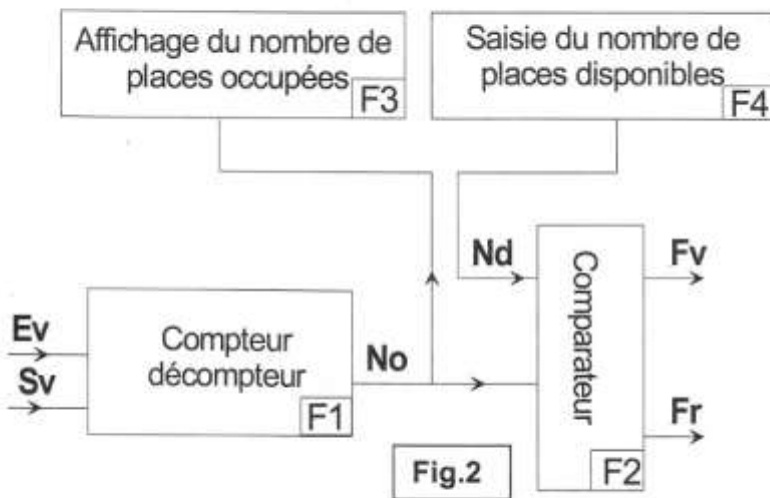 Affichage du nombre de
places occupées
F3
Saisie du nombre de
places disponibles
F4
Ev
Sv
Compteur
décompteur
F1
No
Nd
Comparateur
F2
Fv
Fr
Fig.2